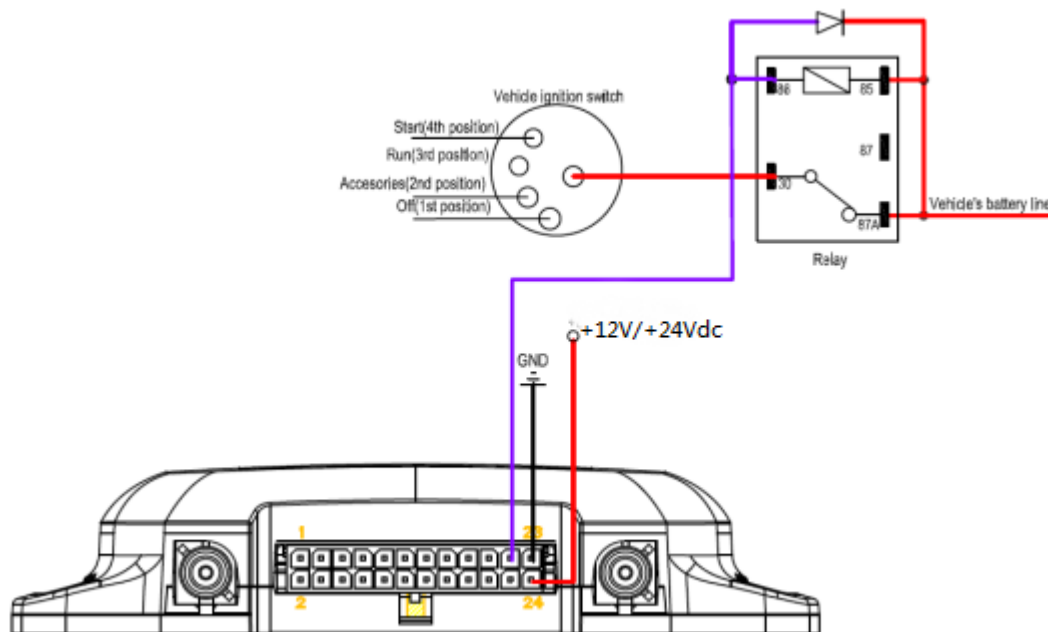 Vehicle ignition switch
86
85
Start(4th position)
Run(3rd position)
87
Accesories(2nd position)
30
Off(1st position)
Vehicle's battery line
87A
Relay
+12V/+24Vdc
GND
1
23
2
24